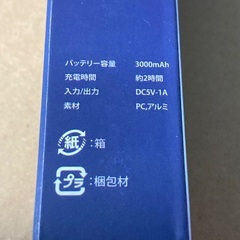 バッテリー容量 3000mAh
充電時間 約2時間
入力/出力 DC5V-1A
素材 PC,アルミ
紙:箱
プラ:梱包材